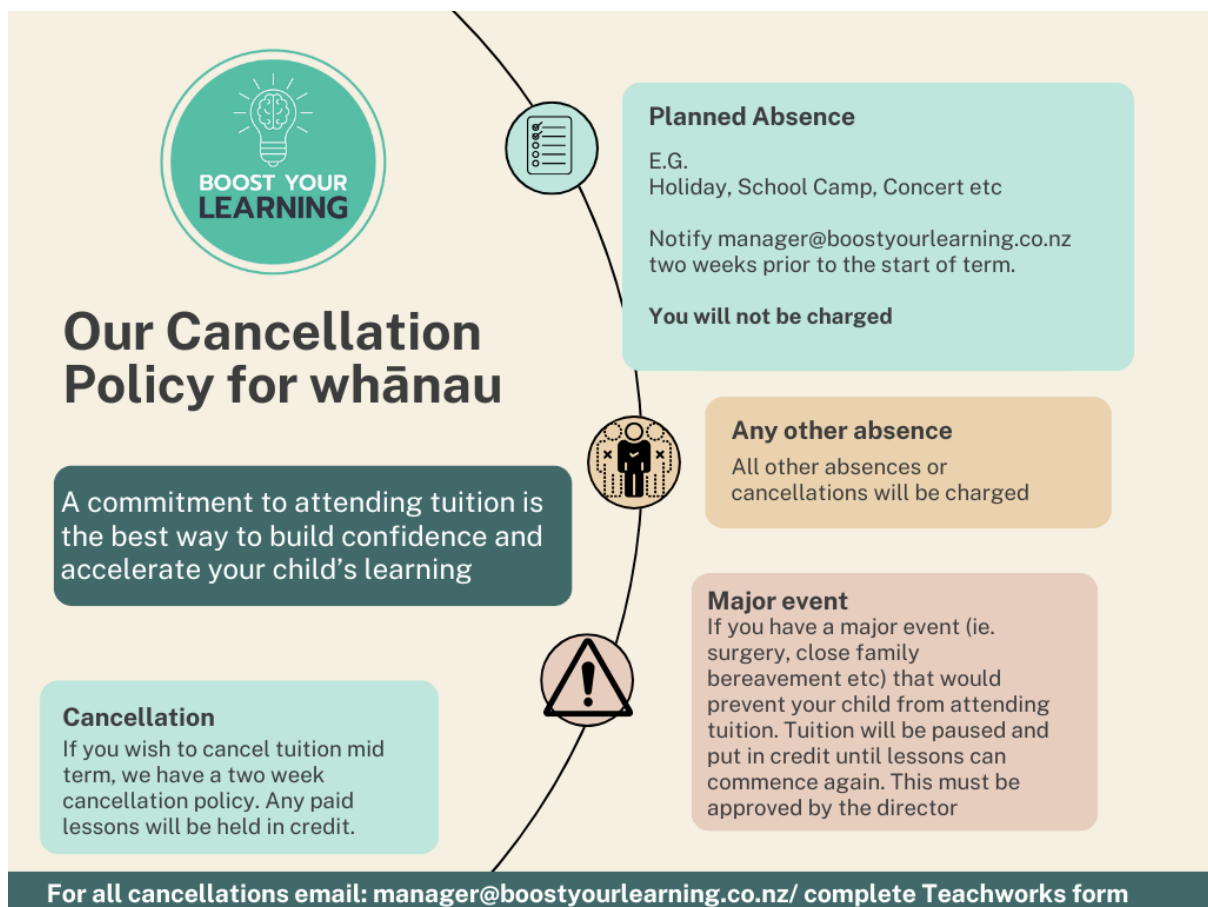 BOOST YOUR
LEARNING
Our Cancellation
Policy for whānau
A commitment to attending tuition is
the best way to build confidence and
accelerate your child’s learning
Planned Absence
E.G.
Holiday, School Camp, Concert etc
Notify manager@boostyourlearning.co.nz
two weeks prior to the start of term.
You will not be charged
Any other absence
All other absences or
cancellations will be charged
Major event
If you have a major event (ie.
surgery, close family
bereavement etc) that would
prevent your child from attending
tuition. Tuition will be paused and
put in credit until lessons can
commence again. This must be
approved by the director
Cancellation
If you wish to cancel tuition mid
term, we have a two week
cancellation policy. Any paid
lessons will be held in credit.
For all cancellations email: manager@boostyourlearning.co.nz/ complete Teachworks form